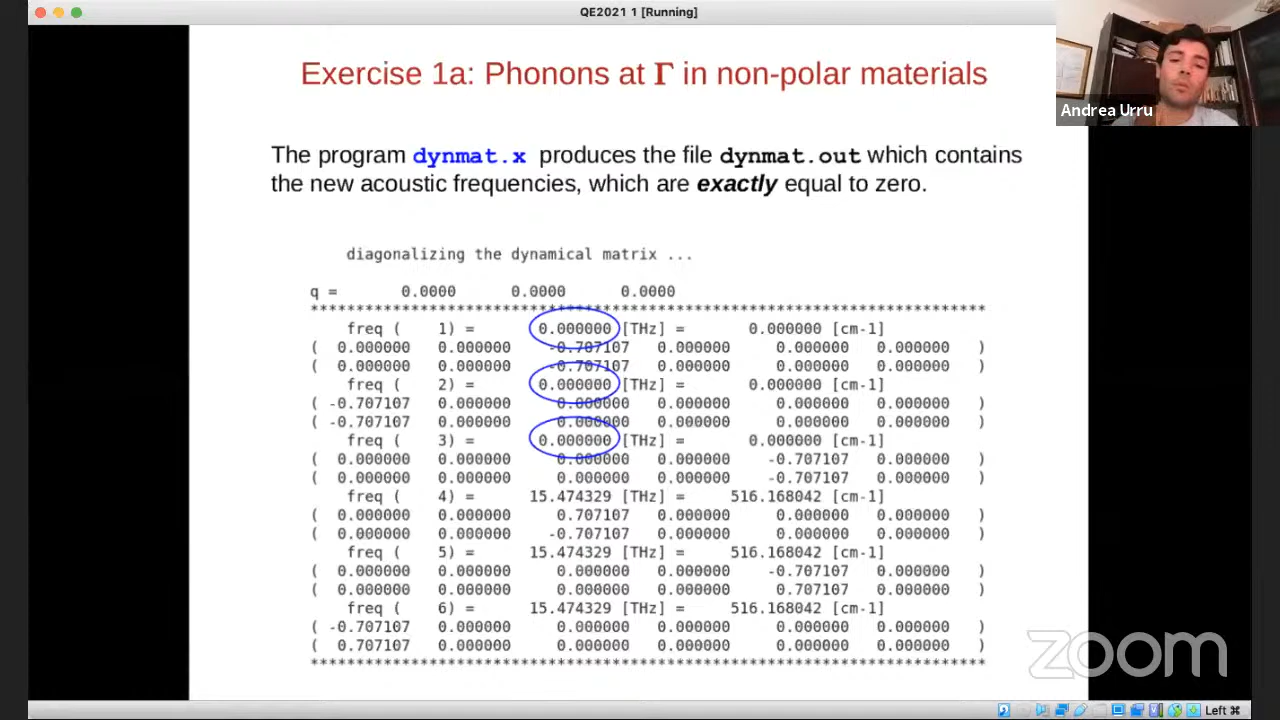 QE2021 1 [Running]
Exercise 1a: Phonons at Γ in non-polar materials
Andrea Urru
The program dynmat.x produces the file dynmat.out which contains
the new acoustic frequencies, which are exactly equal to zero.
diagonalizing the dynamical matrix ...
q = 0.0000 0.0000 0.0000
**************************************************************************
freq ( 1) = 0.000000 [THz] = 0.000000 [cm-1]
( 0.000000 0.000000 -0.707107 0.000000 0.000000 0.000000 )
( 0.000000 0.000000 -0.707107 0.000000 0.000000 0.000000 )
freq ( 2) = 0.000000 [THz] = 0.000000 [cm-1]
( -0.707107 0.000000 0.000000 0.000000 0.000000 0.000000 )
( -0.707107 0.000000 0.000000 0.000000 0.000000 0.000000 )
freq ( 3) = 0.000000 [THz] = 0.000000 [cm-1]
( 0.000000 0.000000 0.000000 0.000000 -0.707107 0.000000 )
( 0.000000 0.000000 0.000000 0.000000 -0.707107 0.000000 )
freq ( 4) = 15.474329 [THz] = 516.168042 [cm-1]
( 0.000000 0.000000 0.707107 0.000000 0.000000 0.000000 )
( 0.000000 0.000000 -0.707107 0.000000 0.000000 0.000000 )
freq ( 5) = 15.474329 [THz] = 516.168042 [cm-1]
( 0.000000 0.000000 0.000000 0.000000 -0.707107 0.000000 )
( 0.000000 0.000000 0.000000 0.000000 0.707107 0.000000 )
freq ( 6) = 15.474329 [THz] = 516.168042 [cm-1]
( -0.707107 0.000000 0.000000 0.000000 0.000000 0.000000 )
( 0.707107 0.000000 0.000000 0.000000 0.000000 0.000000 )
**************************************************************************
zoom
Left ⌘